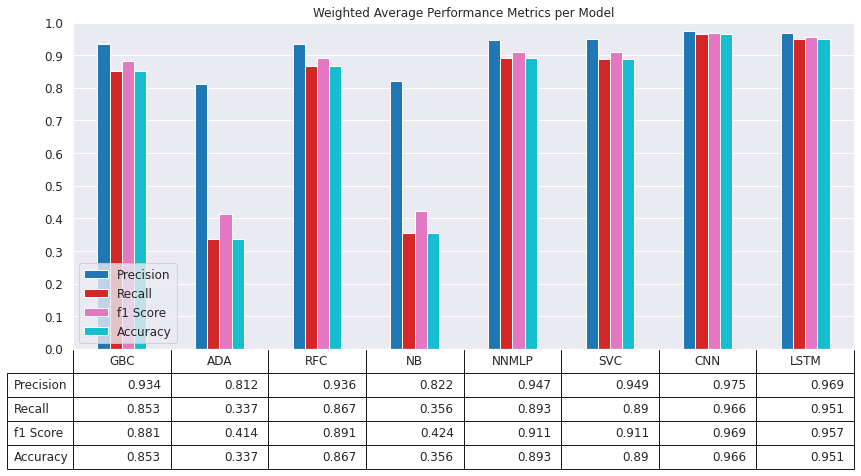 Weighted Average Performance Metrics per Model
1.0
0.9
0.8
0.7
0.6
0.5
0.4
0.3
0.2
0.1
0.0
Precision
Recall
f1 Score
Accuracy
GBC ADA RFC NB NNMLP SVC CNN LSTM
Precision 0.934 0.812 0.936 0.822 0.947 0.949 0.975 0.969
Recall 0.853 0.337 0.867 0.356 0.893 0.89 0.966 0.951
f1 Score 0.881 0.414 0.891 0.424 0.911 0.911 0.969 0.957
Accuracy 0.853 0.337 0.867 0.356 0.893 0.89 0.966 0.951